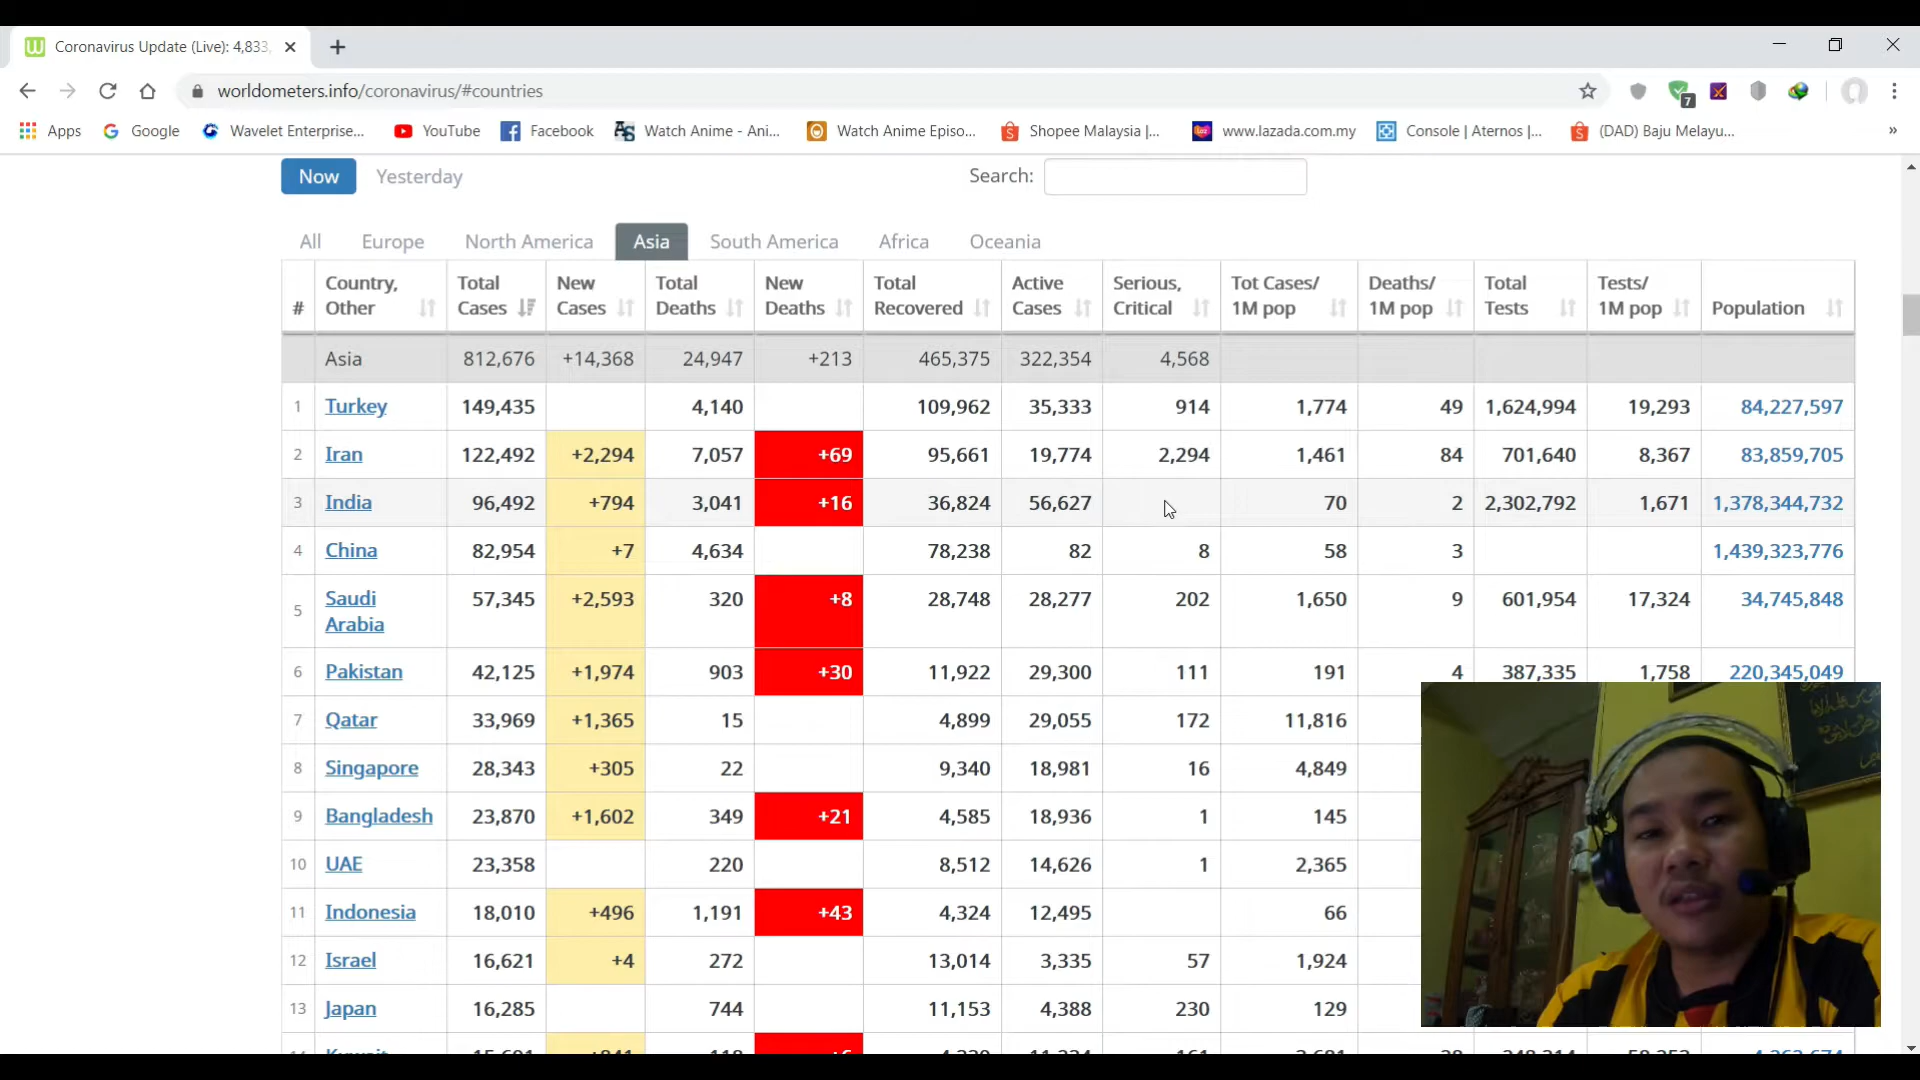 Coronavirus Update (Live): 4,833,
worldometers.info/coronavirus/#countries
Apps Google Wavelet Enterprise... YouTube Facebook Watch Anime - Ani... Watch Anime Episo... Shopee Malaysia |... www.lazada.com.my Console | Aternos |... (DAD) Baju Melayu... »
7
Now Yesterday Search:
All Europe North America Asia South America Africa Oceania
# Country, Other Total Cases New Cases Total Deaths New Deaths Total Recovered Active Cases Serious, Critical Tot Cases/ 1M pop Deaths/ 1M pop Total Tests Tests/ 1M pop Population
Asia 812,676 +14,368 24,947 +213 465,375 322,354 4,568
1 Turkey 149,435 4,140 109,962 35,333 914 1,774 49 1,624,994 19,293 84,227,597
2 Iran 122,492 +2,294 7,057 +69 95,661 19,774 2,294 1,461 84 701,640 8,367 83,859,705
3 India 96,492 +794 3,041 +16 36,824 56,627 70 2 2,302,792 1,671 1,378,344,732
4 China 82,954 +7 4,634 78,238 82 8 58 3 1,439,323,776
5 Saudi Arabia 57,345 +2,593 320 +8 28,748 28,277 202 1,650 9 601,954 17,324 34,745,848
6 Pakistan 42,125 +1,974 903 +30 11,922 29,300 111 191 4 387,335 1,758 220,345,049
7 Qatar 33,969 +1,365 15 4,899 29,055 172 11,816
8 Singapore 28,343 +305 22 9,340 18,981 16 4,849
9 Bangladesh 23,870 +1,602 349 +21 4,585 18,936 1 145
10 UAE 23,358 220 8,512 14,626 1 2,365
11 Indonesia 18,010 +496 1,191 +43 4,324 12,495 66
12 Israel 16,621 +4 272 13,014 3,335 57 1,924
13 Japan 16,285 744 11,153 4,388 230 129